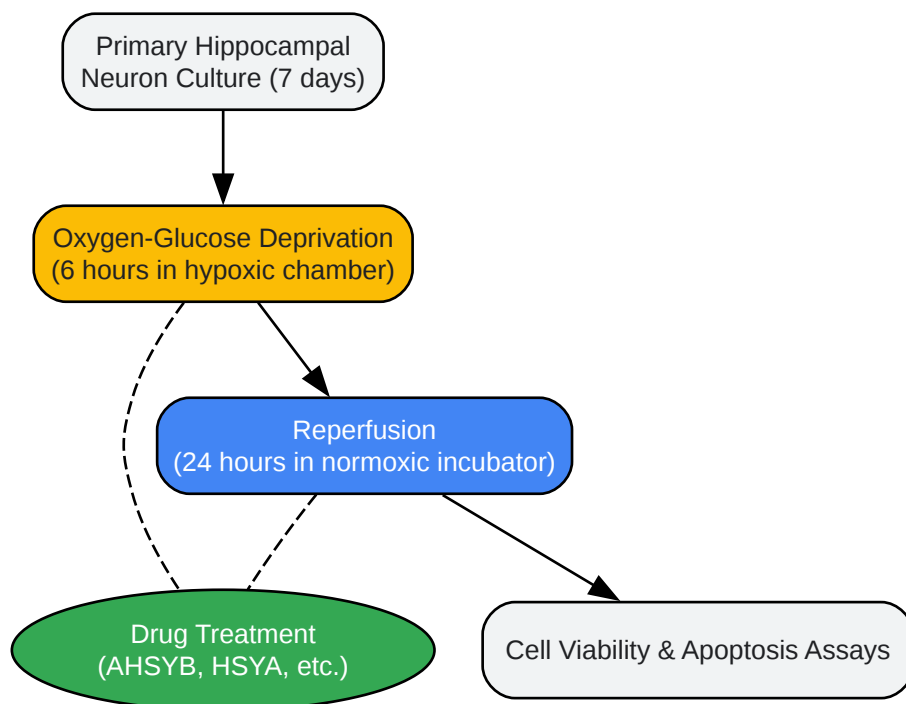 Primary Hippocampal
Neuron Culture (7 days)
Oxygen-Glucose Deprivation
(6 hours in hypoxic chamber)
Reperfusion
(24 hours in normoxic incubator)
Drug Treatment
(AHSYB, HSYA, etc.)
Cell Viability & Apoptosis Assays